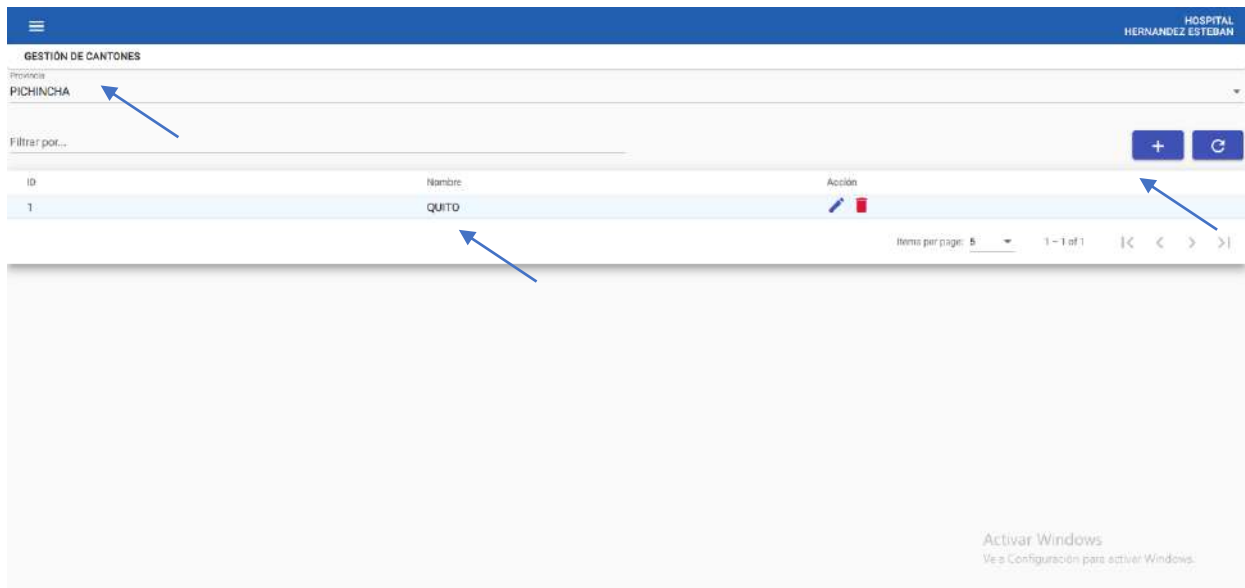 HOSPITAL
HERNANDEZ ESTEBAN
GESTIÓN DE CANTONES
Provincia
PICHINCHA
Filtrar por...
ID Nombre Acción
1 QUITO
Items per page: 5 1 – 1 of 1
Activar Windows
Ve a Configuración para activar Windows.